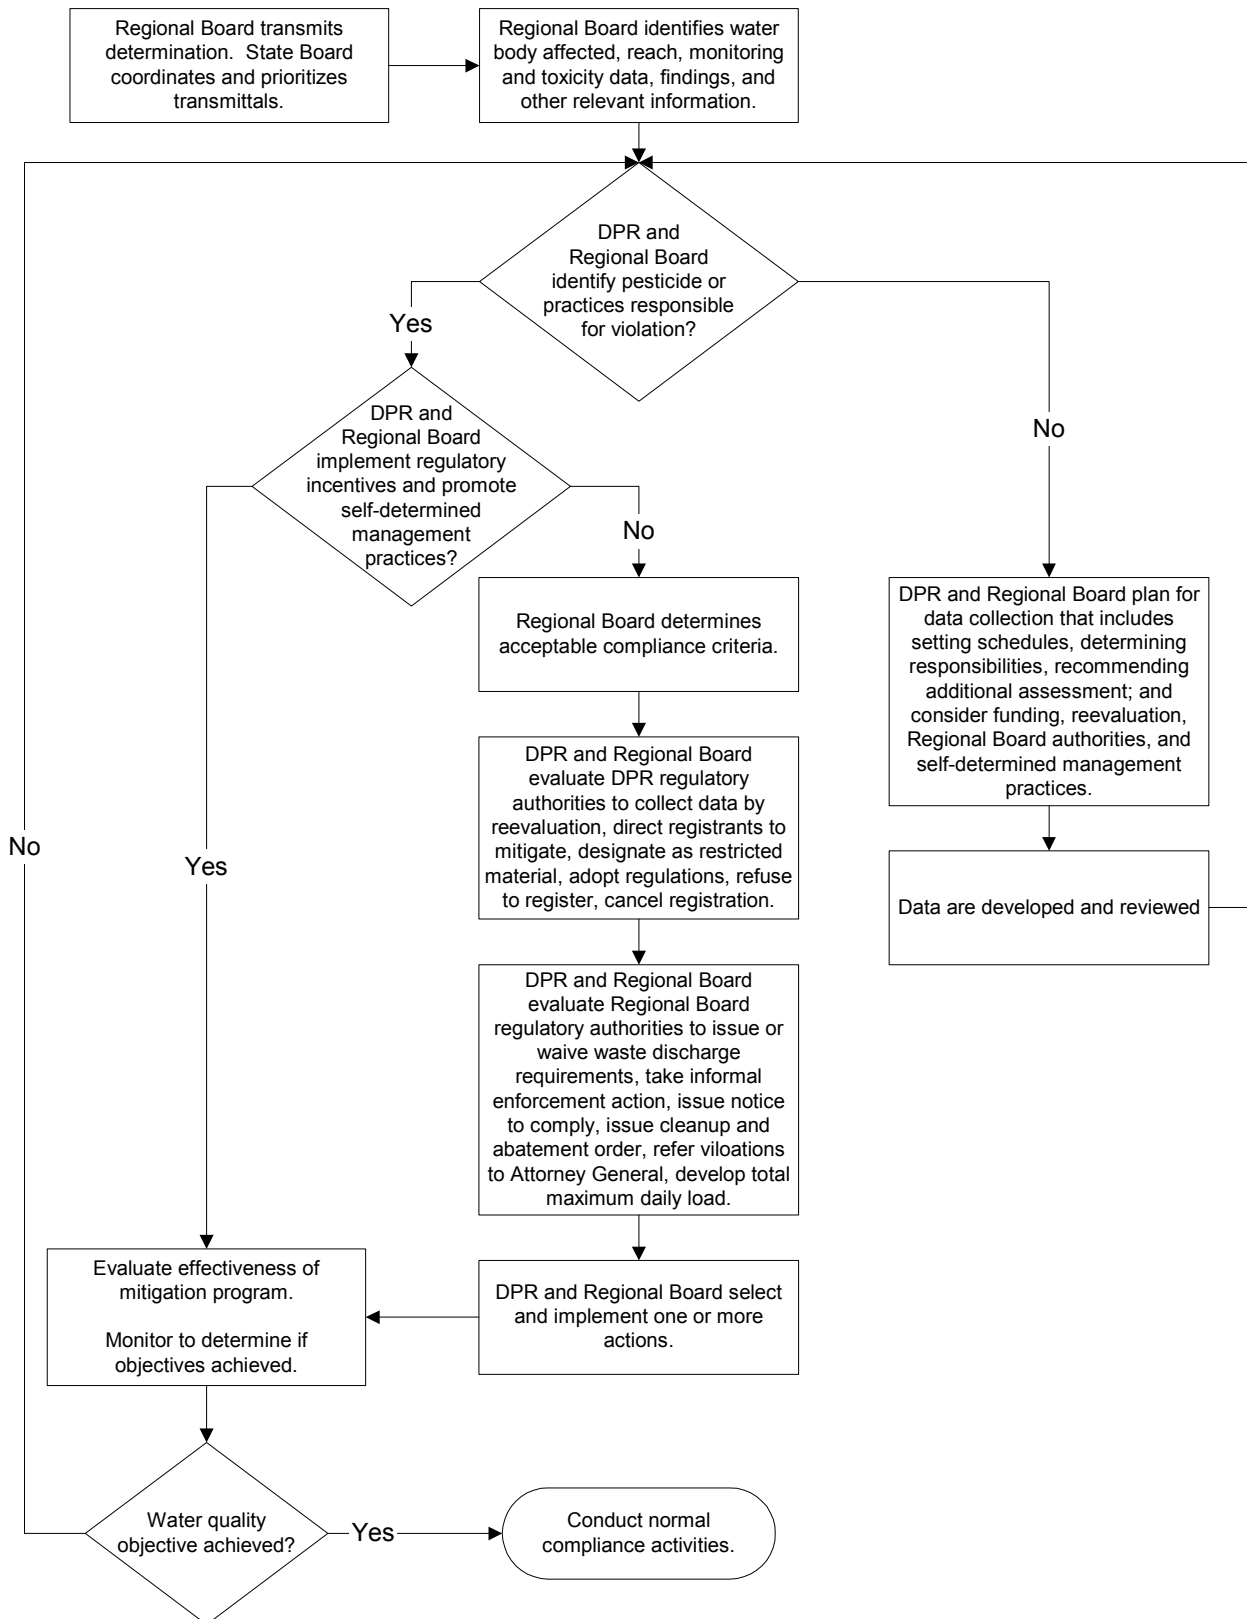 Regional Board transmits
determination.  State Board
coordinates and prioritizes
transmittals.
Regional Board identifies water
body affected, reach, monitoring
and toxicity data, findings, and
other relevant information.
DPR and
Regional Board
identify pesticide or
practices responsible
for violation?
Yes
No
DPR and
Regional Board
implement regulatory
incentives and promote
self-determined
management
practices?
No
Yes
Regional Board determines
acceptable compliance criteria.
DPR and Regional Board plan for
data collection that includes
setting schedules, determining
responsibilities, recommending
additional assessment; and
consider funding, reevaluation,
Regional Board authorities, and
self-determined management
practices.
DPR and Regional Board
evaluate DPR regulatory
authorities to collect data by
reevaluation, direct registrants to
mitigate, designate as restricted
material, adopt regulations, refuse
to register, cancel registration.
No
Data are developed and reviewed
DPR and Regional Board
evaluate Regional Board
regulatory authorities to issue or
waive waste discharge
requirements, take informal
enforcement action, issue notice
to comply, issue cleanup and
abatement order, refer viloations
to Attorney General, develop total
maximum daily load.
DPR and Regional Board select
and implement one or more
actions.
Evaluate effectiveness of
mitigation program.
Monitor to determine if
objectives achieved.
Water quality
objective achieved?
Yes
Conduct normal
compliance activities.